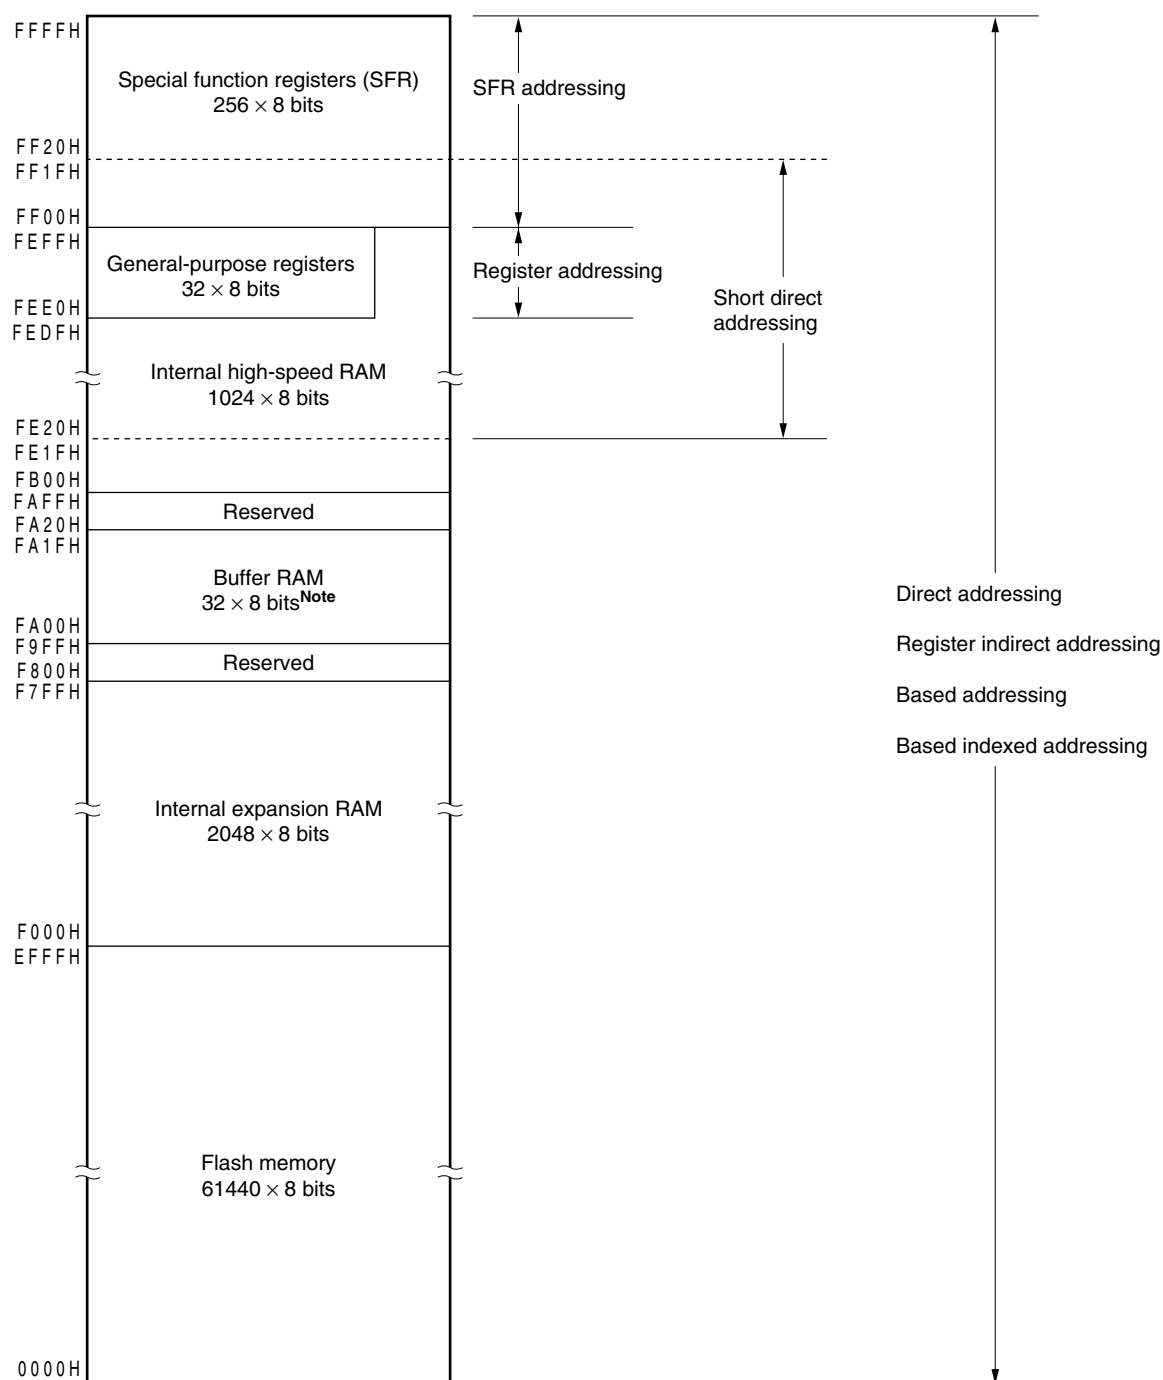 FFFFH
Special function registers (SFR)
256 × 8 bits
SFR addressing
FF20H
FF1FH
FF00H
FEFFH
General-purpose registers
32 × 8 bits
Register addressing
Short direct
addressing
FEE0H
FEDFH
Internal high-speed RAM
1024 × 8 bits
FE20H
FE1FH
FB00H
FAFFH
Reserved
FA20H
FA1FH
Buffer RAM
32 × 8 bitsNote
FA00H
F9FFH
Reserved
F800H
F7FFH
Direct addressing
Register indirect addressing
Based addressing
Based indexed addressing
Internal expansion RAM
2048 × 8 bits
F000H
EFFFH
Flash memory
61440 × 8 bits
0000H